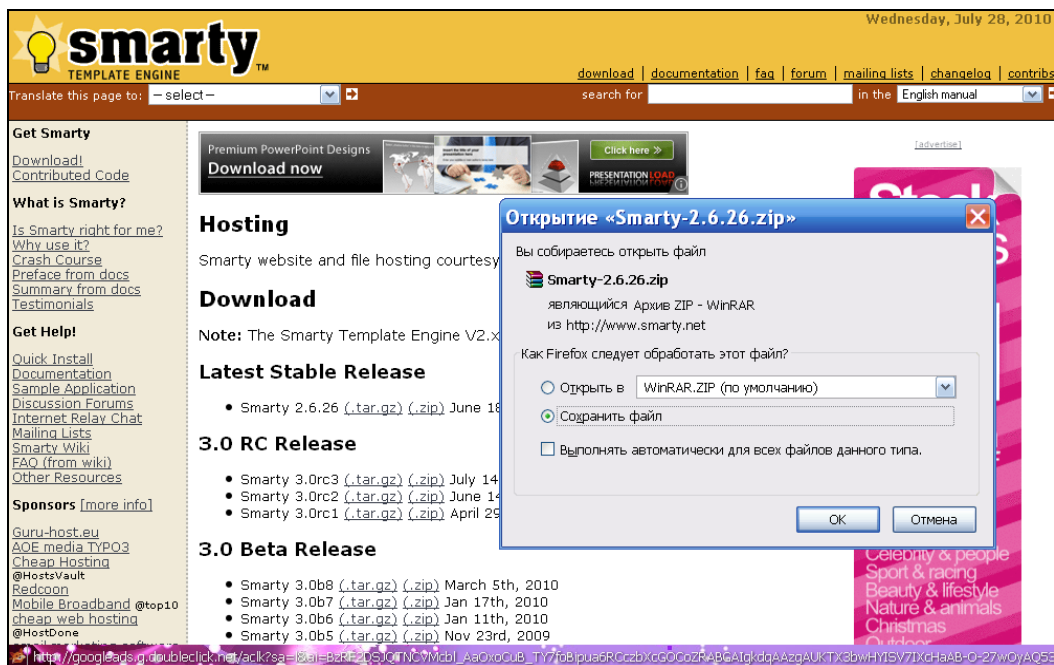 Wednesday, July 28, 2010
smarty™
TEMPLATE ENGINE
download | documentation | faq | forum | mailing lists | changelog | contribs
Translate this page to: —select—
search for
in the English manual
Get Smarty
Download!
Contributed Code
What is Smarty?
Is Smarty right for me?
Why use it?
Crash Course
Preface from docs
Summary from docs
Testimonials
Get Help!
Quick Install
Documentation
Sample Application
Discussion Forums
Internet Relay Chat
Mailing Lists
Smarty Wiki
FAQ (from wiki)
Other Resources
Sponsors [more info]
Guru-host.eu
AOE media TYPO3
Cheap Hosting
@HostsVault
Redcoon
Mobile Broadband @top10
cheap web hosting
@HostDone
Premium PowerPoint Designs
Download now
Click here »
PRESENTATIONLOAD
[advertise]
Hosting
Smarty website and file hosting courtesy
Download
Note: The Smarty Template Engine V2.x
Latest Stable Release
• Smarty 2.6.26 (.tar.gz) (.zip) June 18
3.0 RC Release
• Smarty 3.0rc3 (.tar.gz) (.zip) July 14
• Smarty 3.0rc2 (.tar.gz) (.zip) June 14
• Smarty 3.0rc1 (.tar.gz) (.zip) April 29
3.0 Beta Release
• Smarty 3.0b8 (.tar.gz) (.zip) March 5th, 2010
• Smarty 3.0b7 (.tar.gz) (.zip) Jan 17th, 2010
• Smarty 3.0b6 (.tar.gz) (.zip) Jan 11th, 2010
• Smarty 3.0b5 (.tar.gz) (.zip) Nov 23rd, 2009
Открытие «Smarty-2.6.26.zip»
Вы собираетесь открыть файл
Smarty-2.6.26.zip
являющийся Архив ZIP - WinRAR
из http://www.smarty.net
Как Firefox следует обработать этот файл?
Открыть в WinRAR.ZIP (по умолчанию)
Сохранить файл
Выполнять автоматически для всех файлов данного типа.
OK
Отмена
Celebrity & people
Sport & racing
Beauty & lifestyle
Nature & animals
Christmas
Outdoor